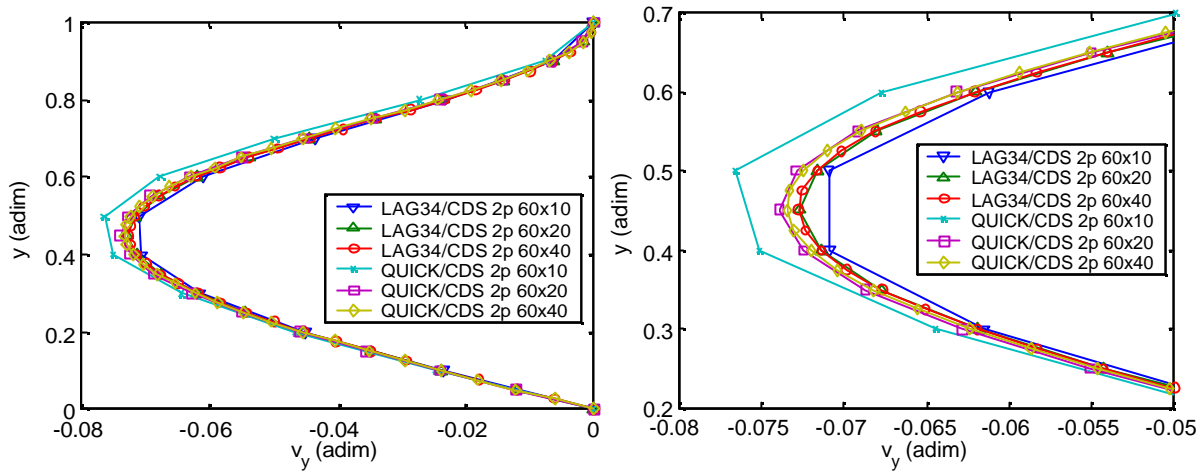 1
0.8
0.6
0.4
0.2
0
y (adim)
-0.08
-0.06
-0.04
-0.02
0
v_y (adim)
LAG34/CDS 2p 60x10
LAG34/CDS 2p 60x20
LAG34/CDS 2p 60x40
QUICK/CDS 2p 60x10
QUICK/CDS 2p 60x20
QUICK/CDS 2p 60x40
0.7
0.6
0.5
0.4
0.3
0.2
y (adim)
-0.08
-0.075
-0.07
-0.065
-0.06
-0.055
-0.05
v_y (adim)
LAG34/CDS 2p 60x10
LAG34/CDS 2p 60x20
LAG34/CDS 2p 60x40
QUICK/CDS 2p 60x10
QUICK/CDS 2p 60x20
QUICK/CDS 2p 60x40